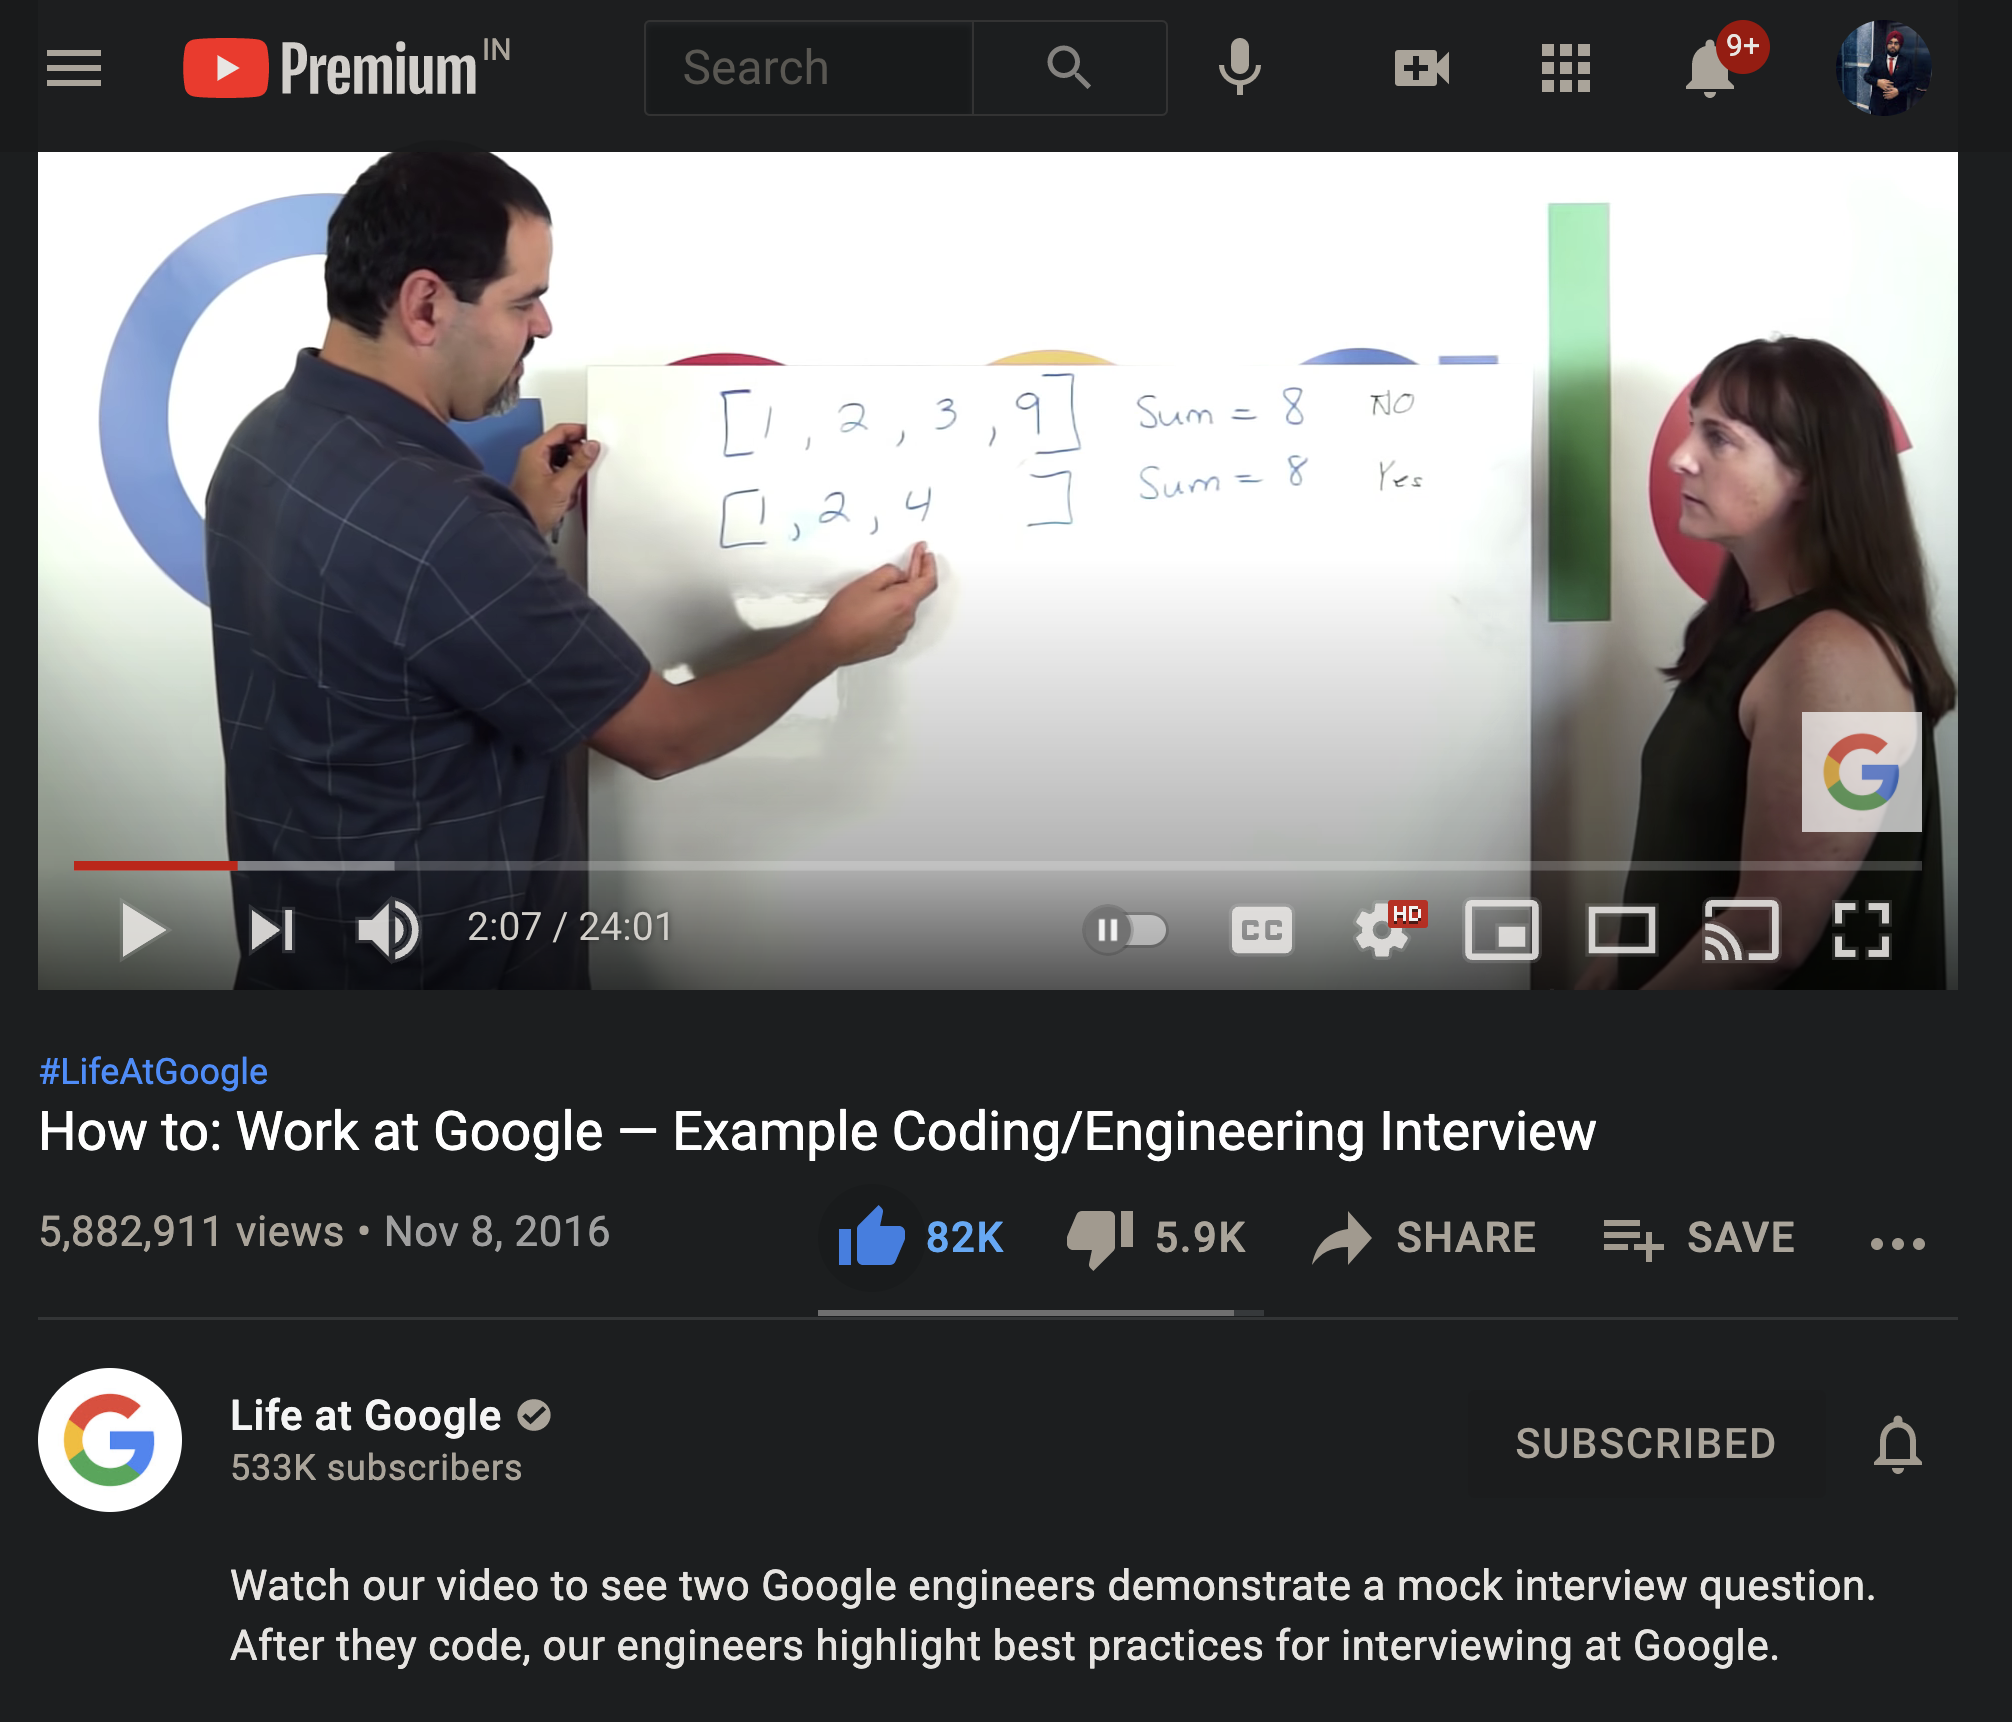 Premium IN
Search
9+
[1, 2, 3, 9] Sum = 8 NO
[1, 2, 4 ] Sum = 8 Yes
G
2:07 / 24:01
CC
HD
#LifeAtGoogle
How to: Work at Google — Example Coding/Engineering Interview
5,882,911 views • Nov 8, 2016
82K
5.9K
SHARE
SAVE
G
Life at Google
533K subscribers
SUBSCRIBED
Watch our video to see two Google engineers demonstrate a mock interview question.
After they code, our engineers highlight best practices for interviewing at Google.